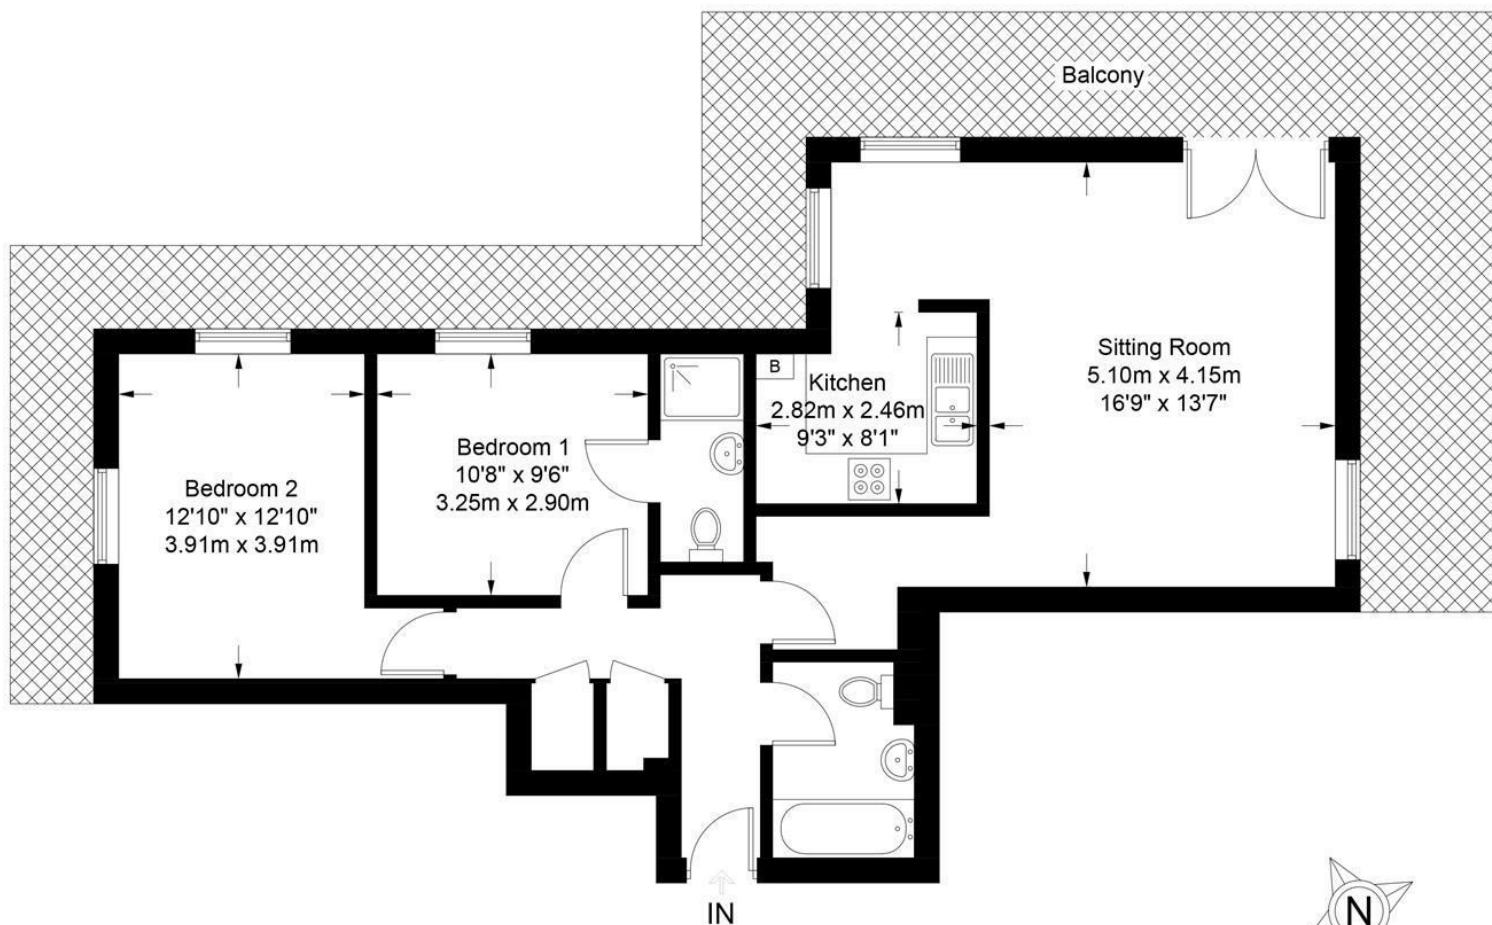 Balcony
Sitting Room
5.10m x 4.15m
16'9" x 13'7"
B
Kitchen
2.82m x 2.46m
9'3" x 8'1"
Bedroom 1
10'8" x 9'6"
3.25m x 2.90m
Bedroom 2
12'10" x 12'10"
3.91m x 3.91m
IN
N